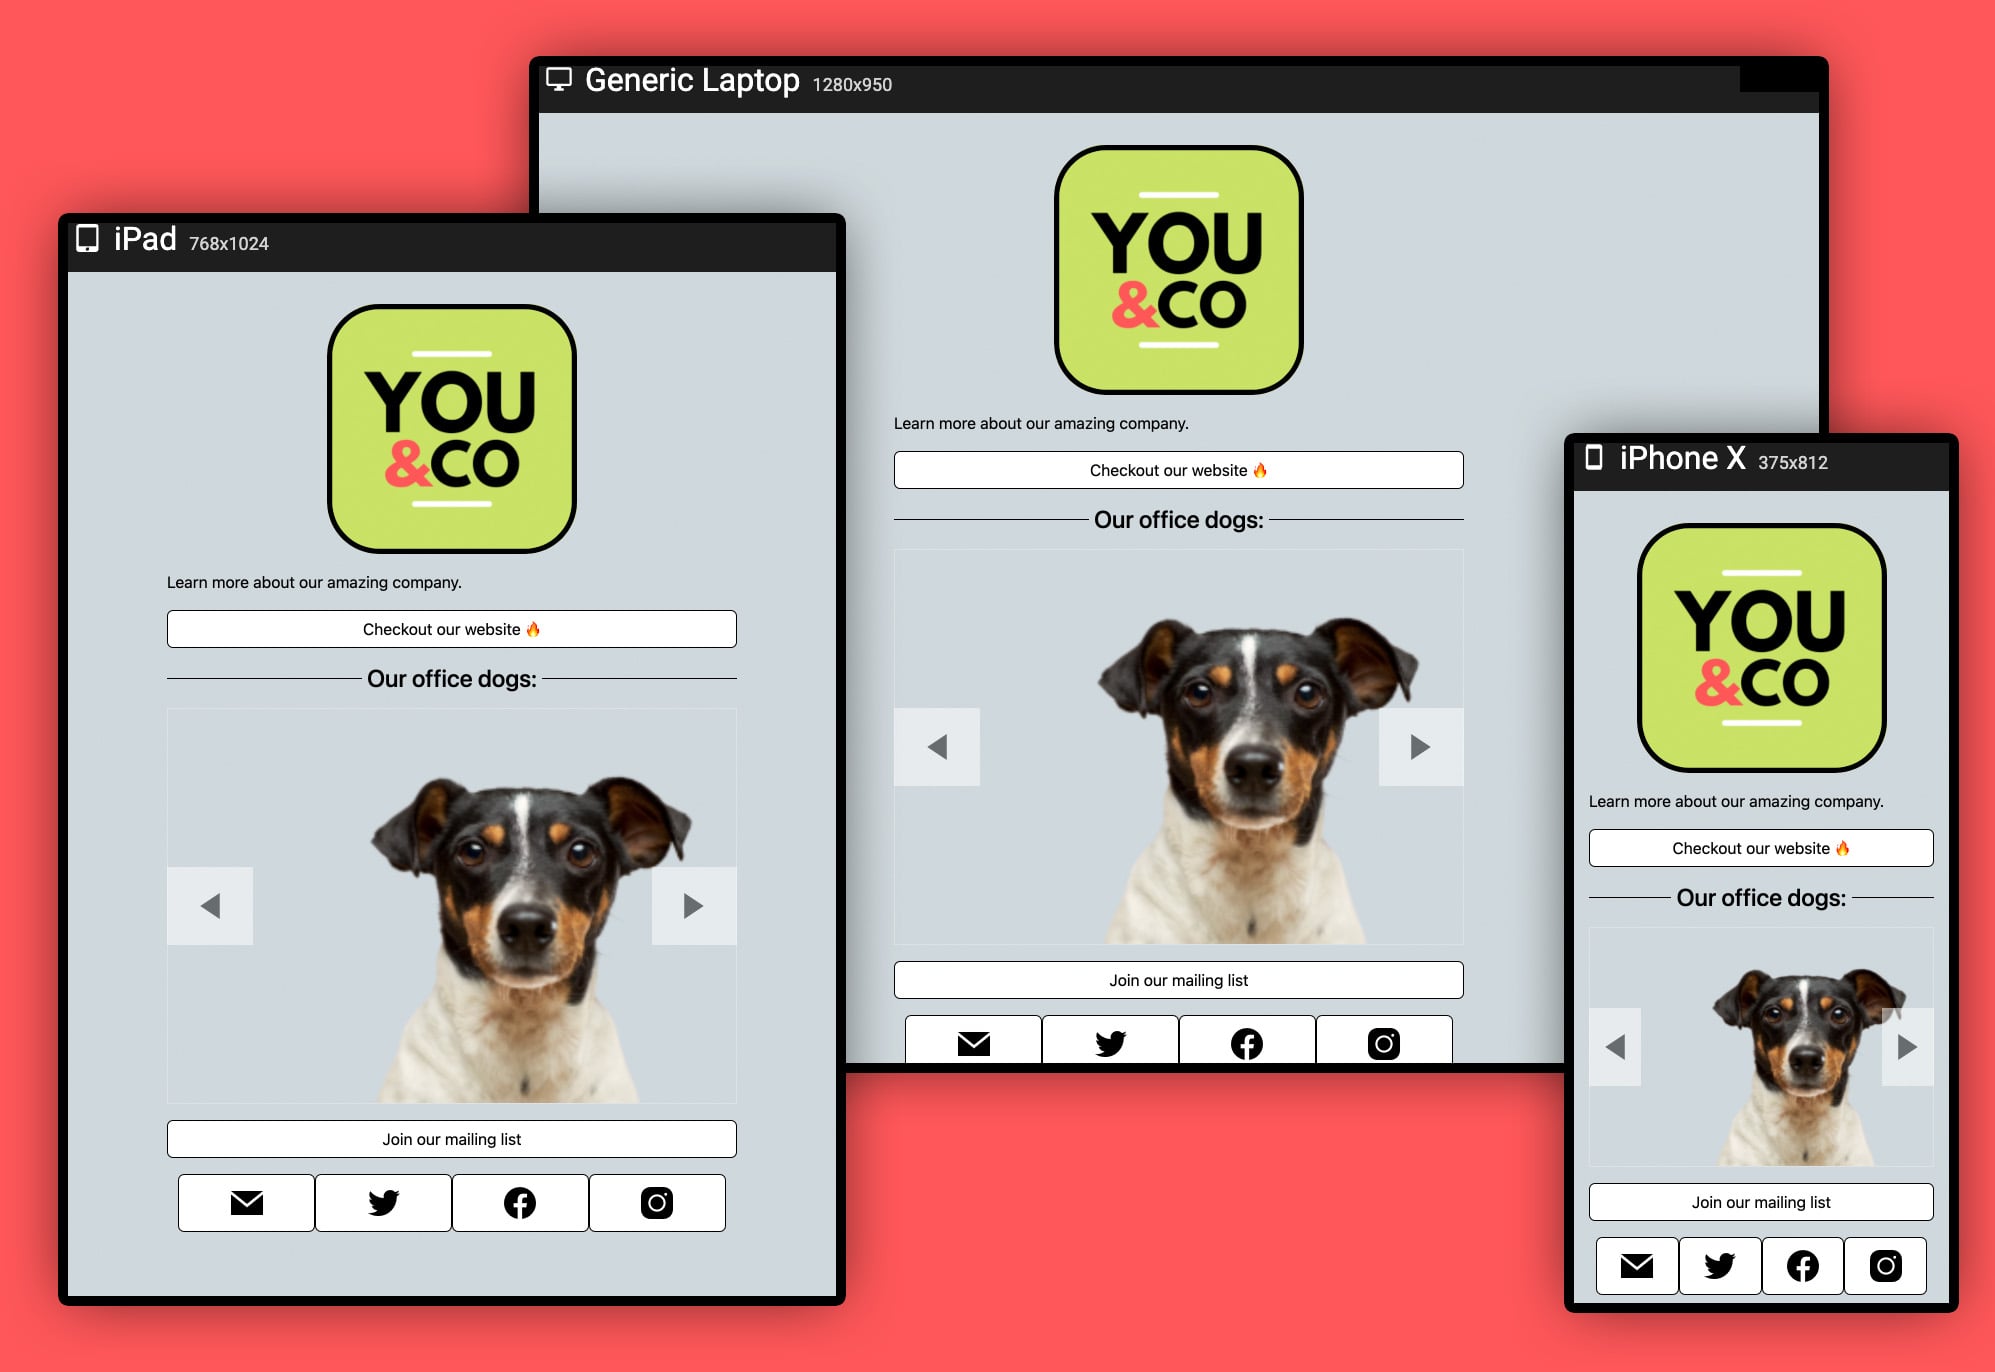 Generic Laptop 1280x950
YOU
&CO
Learn more about our amazing company.
Checkout our website 🔥
Our office dogs:
Join our mailing list
iPad 768x1024
YOU
&CO
Learn more about our amazing company.
Checkout our website 🔥
Our office dogs:
Join our mailing list
iPhone X 375x812
YOU
&CO
Learn more about our amazing company.
Checkout our website 🔥
Our office dogs:
Join our mailing list